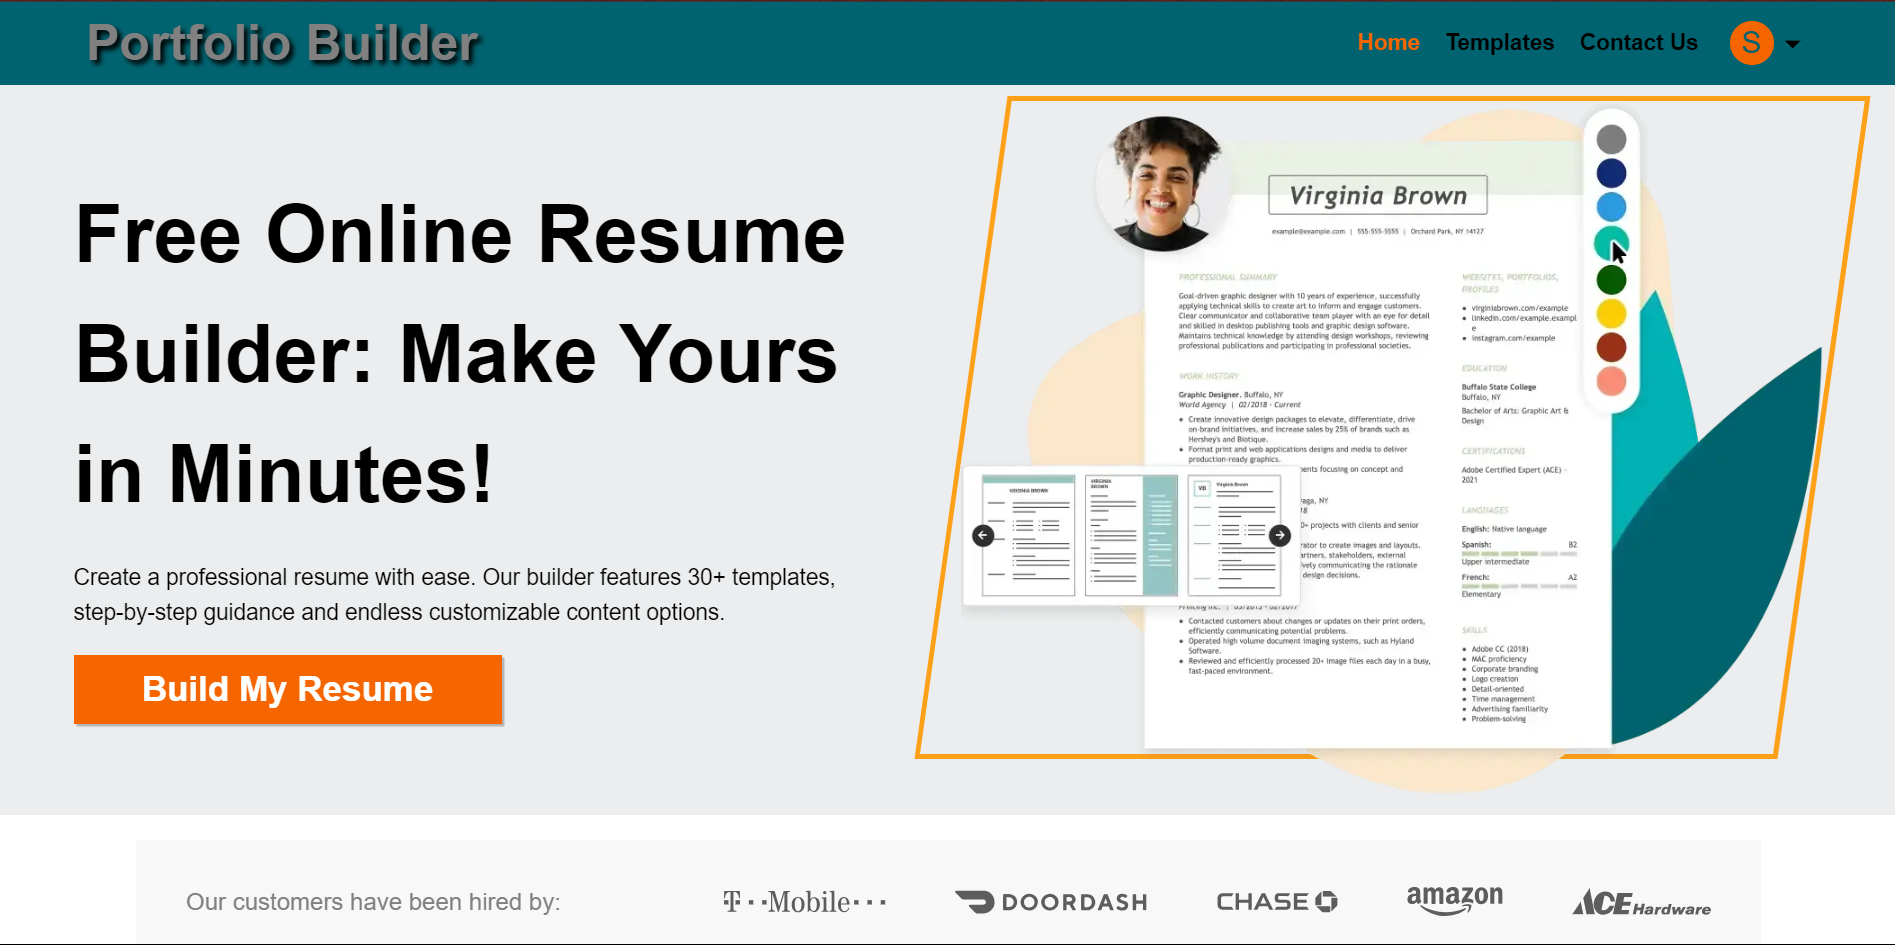 Portfolio Builder
Home Templates Contact Us S
Free Online Resume
Builder: Make Yours
in Minutes!
Create a professional resume with ease. Our builder features 30+ templates,
step-by-step guidance and endless customizable content options.
Build My Resume
Virginia Brown
example@example.com | 555-555-5555 | Orchard Park, NY 14127
PROFESSIONAL SUMMARY
Goal-driven graphic designer with 10 years of experience, successfully
applying technical skills to create art to inform and engage customers.
Clear communicator and collaborative team player with an eye for detail
and skilled in desktop publishing tools and graphic design software.
Maintains technical knowledge by attending design workshops, reviewing
professional publications and participating in professional societies.
WORK HISTORY
Graphic Designer, Buffalo, NY
World Agency | 02/2018 - Current
• Create innovative design packages to elevate, differentiate, drive
on-brand initiatives, and increase sales by 25% of brands such as
Hershey's and Biotique.
• Format print and web applications designs and media to deliver
production-ready graphics.
ents focusing on concept and
aga, NY
18
0+ projects with clients and senior
rator to create images and layouts.
artners, stakeholders, external
ively communicating the rationale
design decisions.
Printing Inc. | 03/2015 - 02/2017
• Contacted customers about changes or updates on their print orders,
efficiently communicating potential problems.
• Operated high volume document imaging systems, such as Hyland
Software.
• Reviewed and efficiently processed 20+ image files each day in a busy,
fast-paced environment.
WEBSITES, PORTFOLIOS,
PROFILES
• virginiabrown.com/example
• linkedin.com/example.exampl
e
• instagram.com/example
EDUCATION
Buffalo State College
Buffalo, NY
Bachelor of Arts: Graphic Art &
Design
CERTIFICATIONS
Adobe Certified Expert (ACE) -
2021
LANGUAGES
English: Native language
Spanish: B2
Upper intermediate
French: A2
Elementary
SKILLS
• Adobe CC (2018)
• MAC proficiency
• Corporate branding
• Logo creation
• Detail-oriented
• Time management
• Advertising familiarity
• Problem-solving
VIRGINIA BROWN
VIRGINIA
BROWN
VB Virginia Brown
Our customers have been hired by:
T··Mobile··· DOORDASH CHASE amazon ACE Hardware